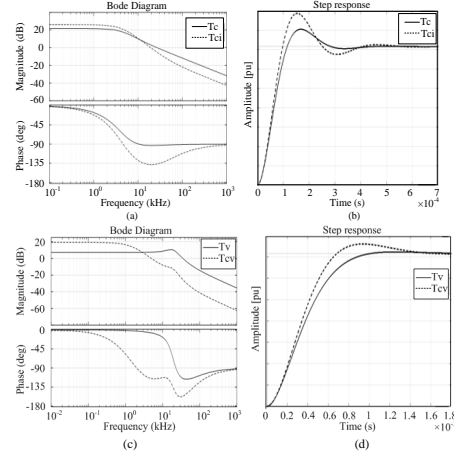 Bode Diagram
Magnitude (dB)
20
0
-20
-40
-60
Tc
Tci
Phase (deg)
-90
-135
-180
10^-1
10^0
10^1
10^2
10^3
Frequency (kHz)
(a)
Step response
Amplitude [pu]
Tc
Tci
0
1
2
3
4
5
6
7
Time (s)
×10^-4
(b)
Bode Diagram
Magnitude (dB)
20
0
-20
-40
-60
Tv
Tcv
Phase (deg)
0
-90
-180
10^-2
10^-1
10^0
10^1
10^2
10^3
Frequency (kHz)
(c)
Step response
Amplitude [pu]
Tv
Tcv
0
0.2
0.4
0.6
0.8
1
1.2
1.4
1.6
1.8
Time (s)
(d)